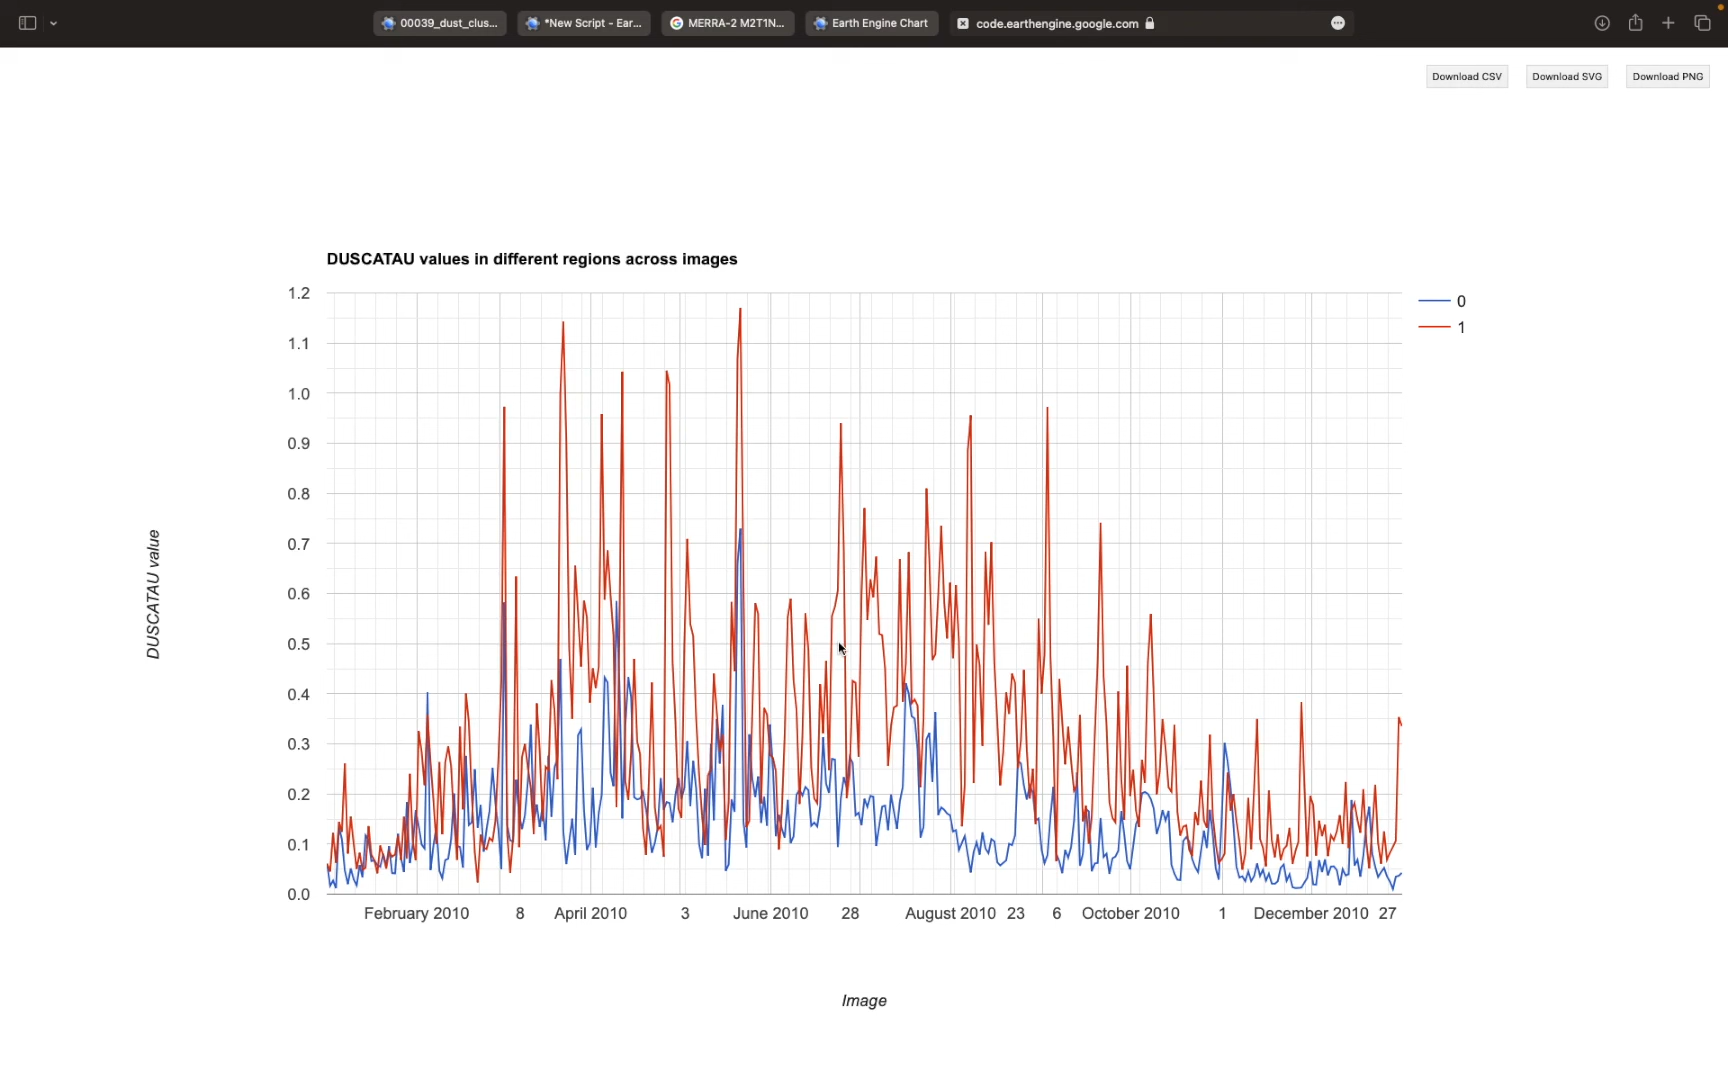 00039_dust_clus...
*New Script - Ear...
MERRA-2 M2T1N...
Earth Engine Chart
code.earthengine.google.com
Download CSV
Download SVG
Download PNG
DUSCATAU values in different regions across images
1.2
1.1
1.0
0.9
0.8
0.7
0.6
0.5
0.4
0.3
0.2
0.1
0.0
DUSCATAU value
0
1
February 2010 8 April 2010 3 June 2010 28 August 2010 23 6 October 2010 1 December 2010 27
Image